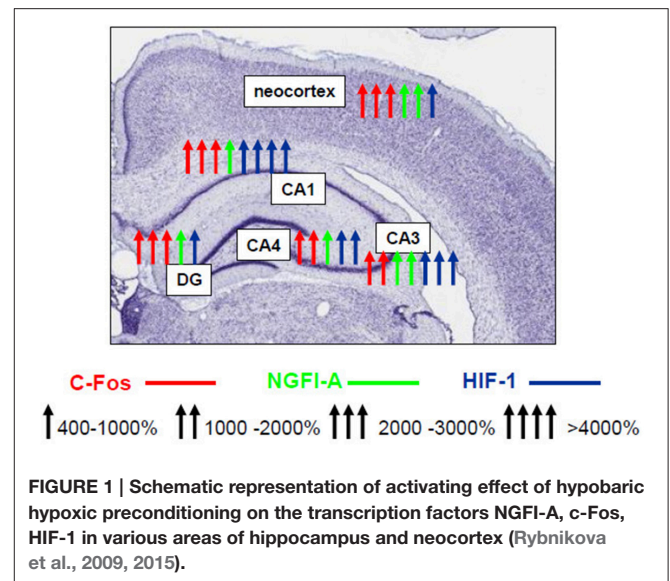 neocortex
CA1
CA4
CA3
DG
C-Fos NGFI-A HIF-1
400-1000% 1000 -2000% 2000 -3000% >4000%
FIGURE 1 | Schematic representation of activating effect of hypobaric
hypoxic preconditioning on the transcription factors NGFI-A, c-Fos,
HIF-1 in various areas of hippocampus and neocortex (Rybnikova
et al., 2009, 2015).